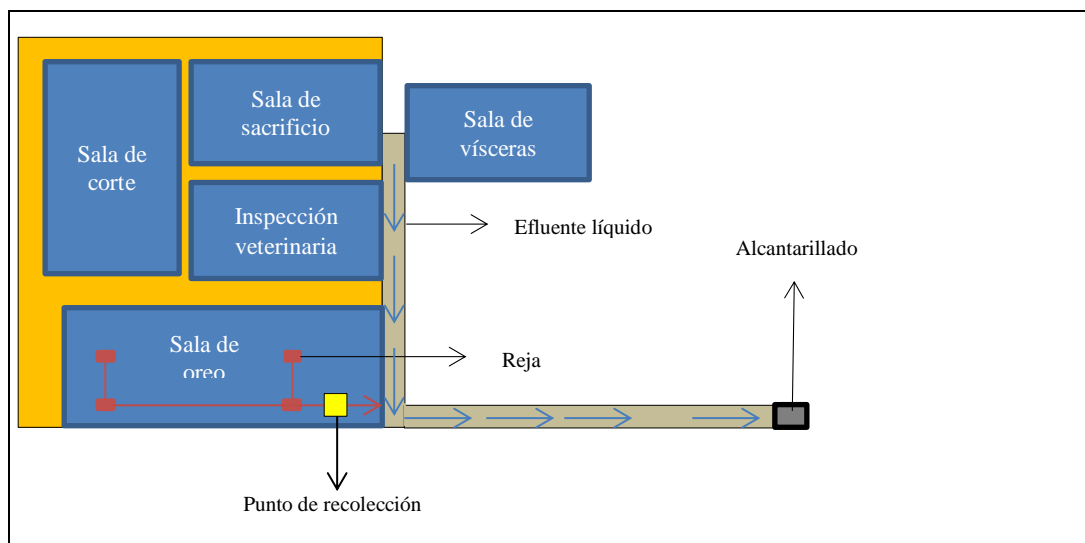 Sala de
sacrificio
Sala de
vísceras
Sala de
corte
Inspección
veterinaria
Efluente líquido
Alcantarillado
Sala de
oreo
Reja
Punto de recolección